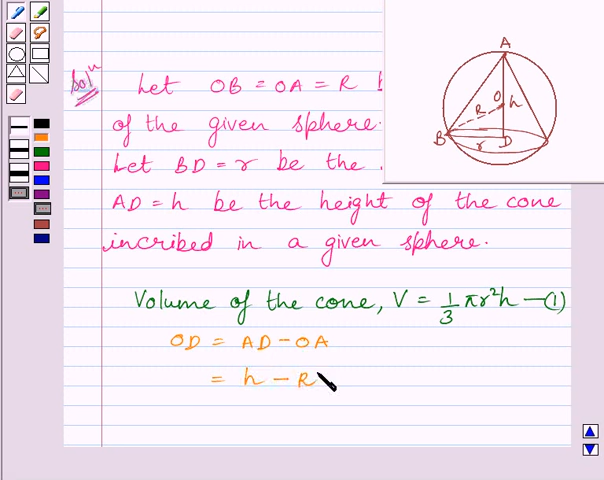 Solⁿ Let OB = OA = R
of the given sphere.
Let BD = r be the
AD = h be the height of the cone
incribed in a given sphere.
Volume of the cone, V = 1/3 πr²h —(1)
OD = AD - OA
= h - R
A
O
R
h
B
r
D